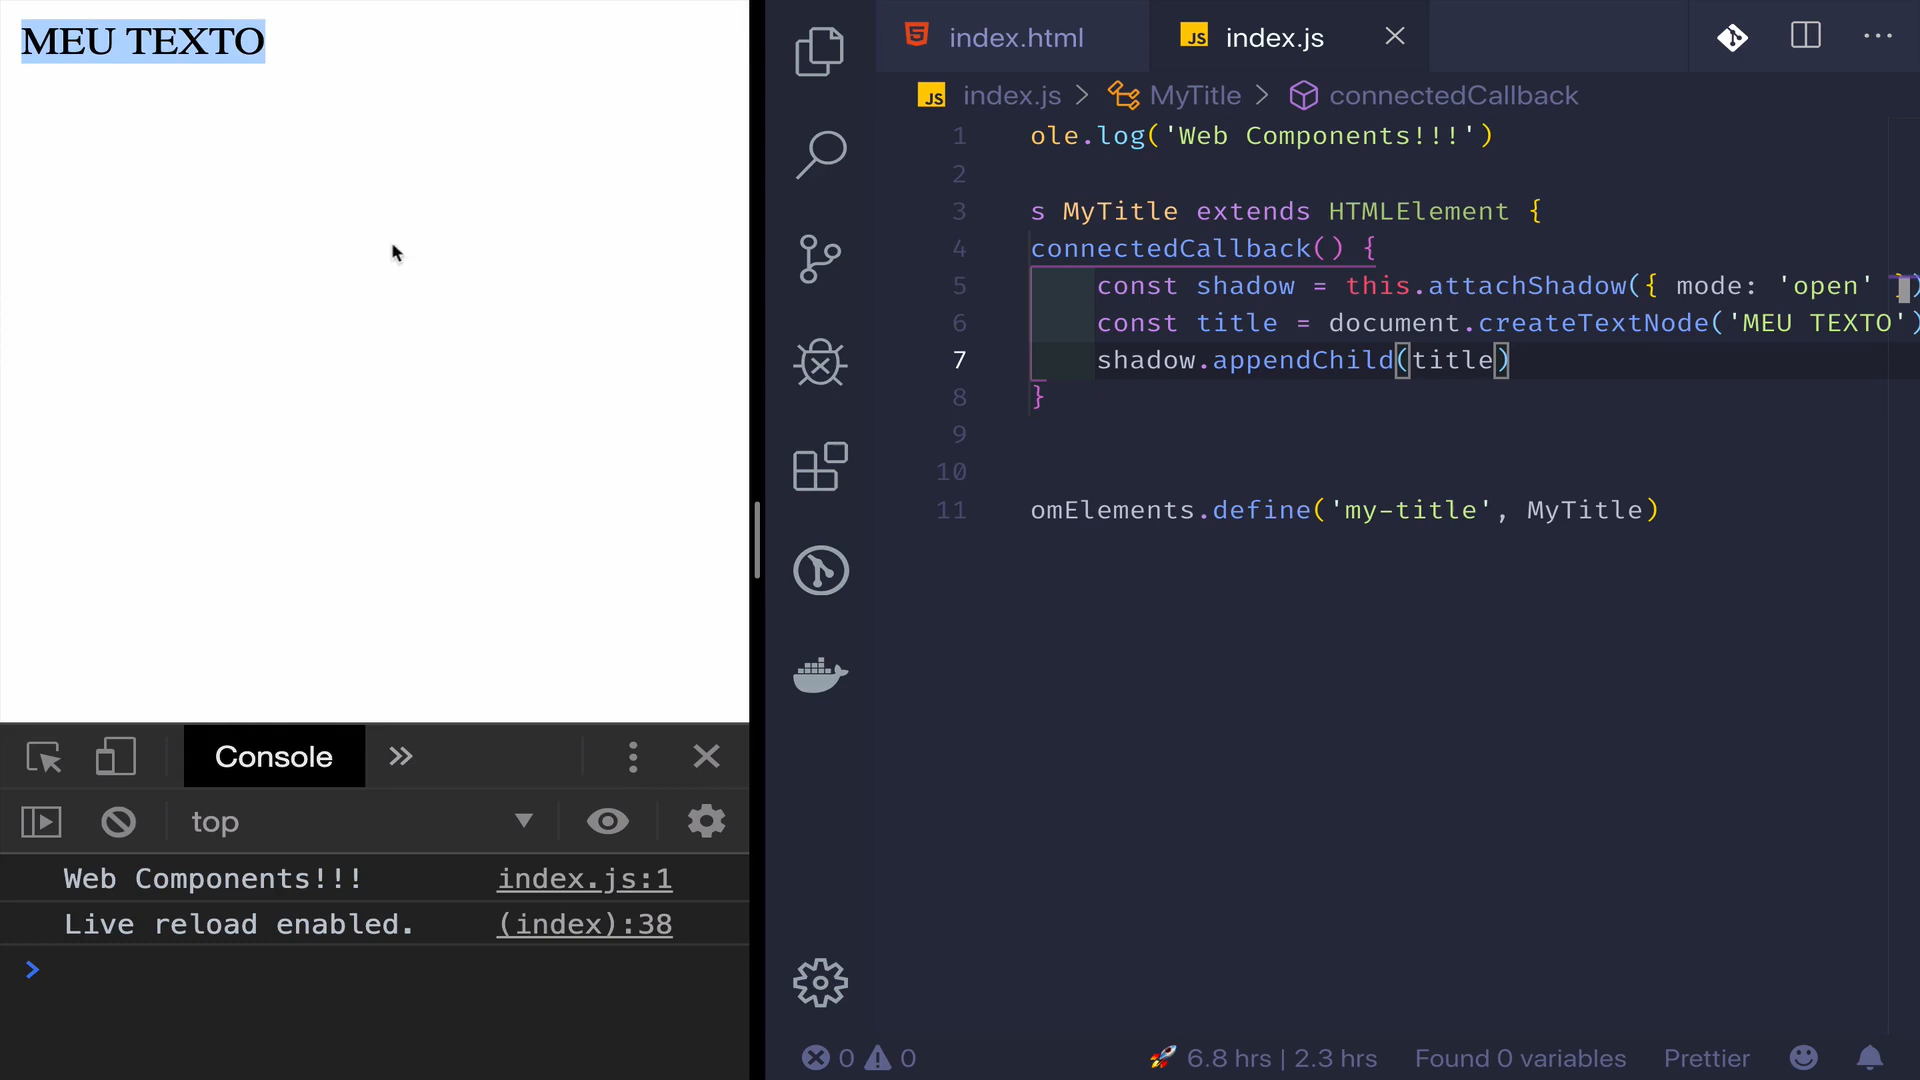 MEU TEXTO
Console
top
Web Components!!! index.js:1
Live reload enabled. (index):38
>
index.html
JS index.js
JS index.js > MyTitle > connectedCallback
1 ole.log('Web Components!!!')
2
3 s MyTitle extends HTMLElement {
4 connectedCallback() {
5 const shadow = this.attachShadow({ mode: 'open' })
6 const title = document.createTextNode('MEU TEXTO')
7 shadow.appendChild(title)
8 }
9
10
11 omElements.define('my-title', MyTitle)
0 0 6.8 hrs | 2.3 hrs Found 0 variables Prettier